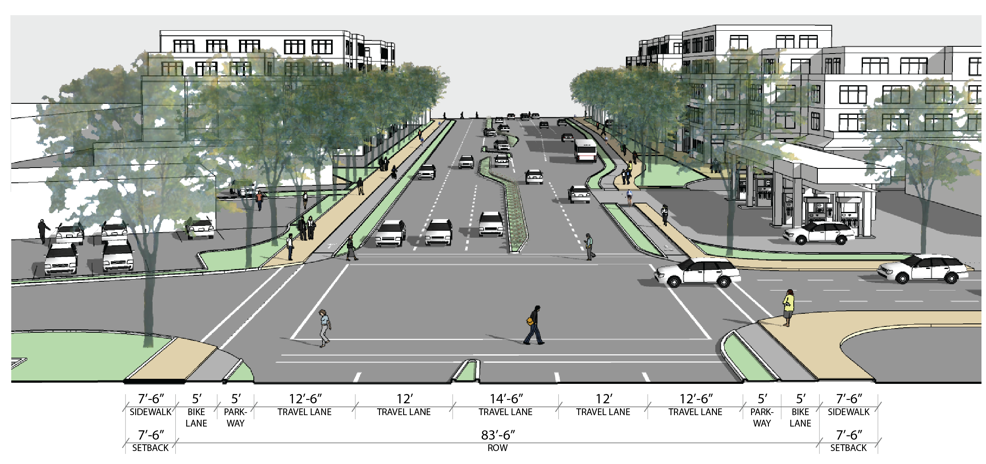 7'-6" 5' 5' 12'-6" 12' 14'-6" 12' 12'-6" 5' 5' 7'-6"
SIDEWALK BIKE PARK- TRAVEL LANE TRAVEL LANE TRAVEL LANE TRAVEL LANE TRAVEL LANE PARK- BIKE SIDEWALK
LANE WAY WAY LANE
7'-6" 83'-6" 7'-6"
SETBACK ROW SETBACK